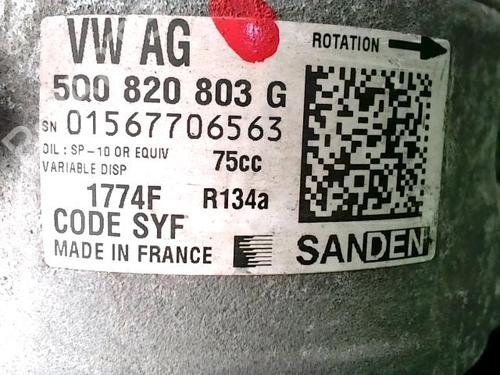 VW AG
ROTATION
5Q0 820 803 G
SN 01567706563
OIL : SP-10 OR EQUIV 75cc
VARIABLE DISP
1774F R134a
CODE SYF
MADE IN FRANCE
SANDEN